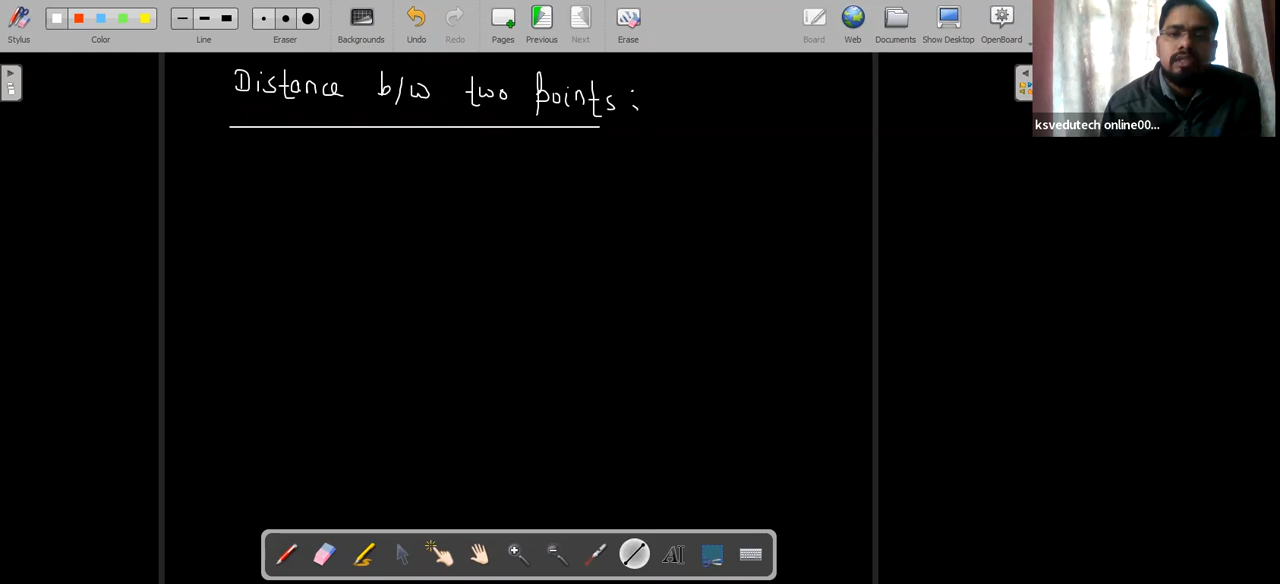 Stylus Color Line Eraser Backgrounds Undo Redo Pages Previous Next Erase Board Web Documents Show Desktop OpenBoard
Distance b/w two points:
ksvedutech online00...
AI